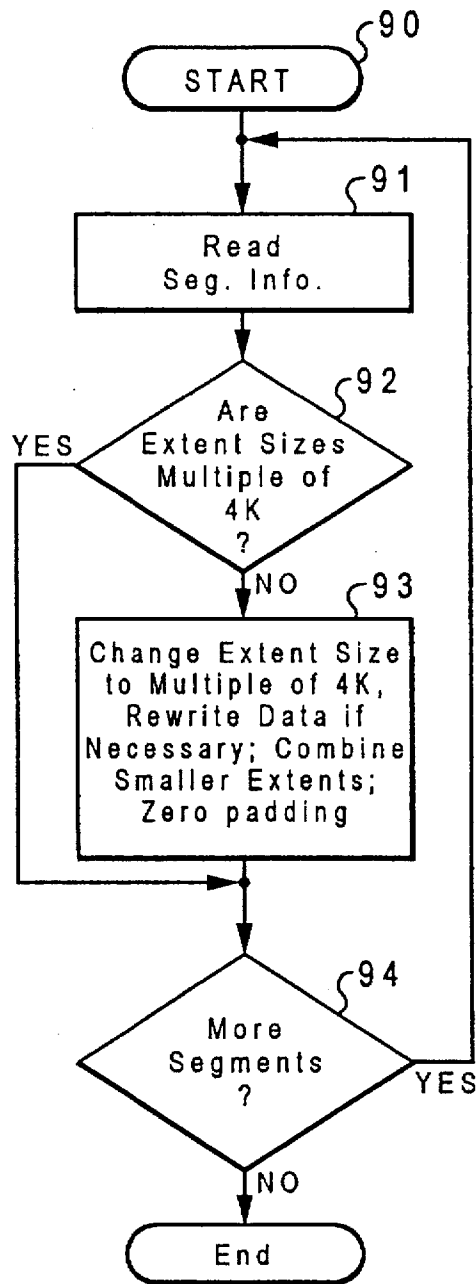 90
START
91
Read
Seg. Info.
92
Are
Extent Sizes
Multiple of
4K
?
YES
NO
93
Change Extent Size
to Multiple of 4K,
Rewrite Data if
Necessary; Combine
Smaller Extents;
Zero padding
94
More
Segments
?
YES
NO
End